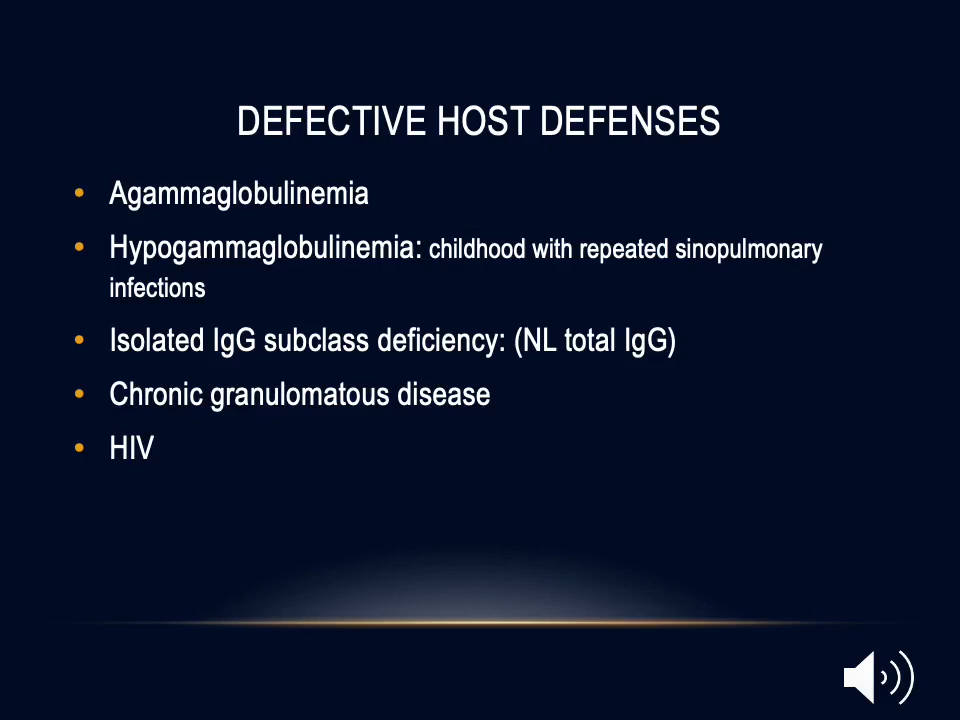 DEFECTIVE HOST DEFENSES
• Agammaglobulinemia
• Hypogammaglobulinemia: childhood with repeated sinopulmonary
infections
• Isolated IgG subclass deficiency: (NL total IgG)
• Chronic granulomatous disease
• HIV